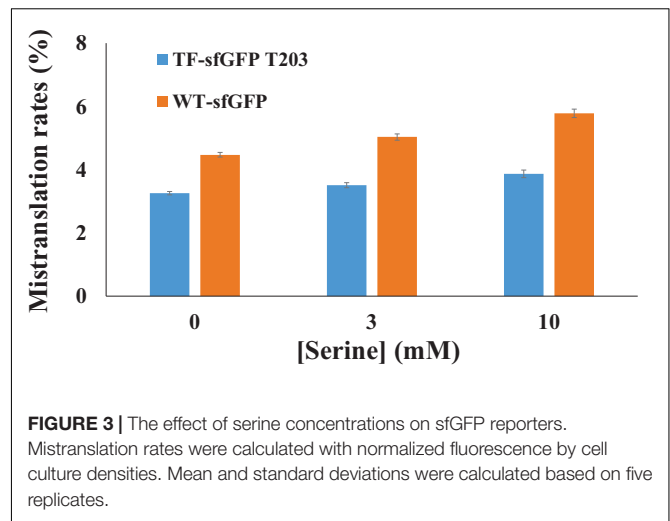 Mistranslation rates (%)
8
6
4
2
0
TF-sfGFP T203
WT-sfGFP
0 3 10
[Serine] (mM)
FIGURE 3 | The effect of serine concentrations on sfGFP reporters.
Mistranslation rates were calculated with normalized fluorescence by cell
culture densities. Mean and standard deviations were calculated based on five
replicates.